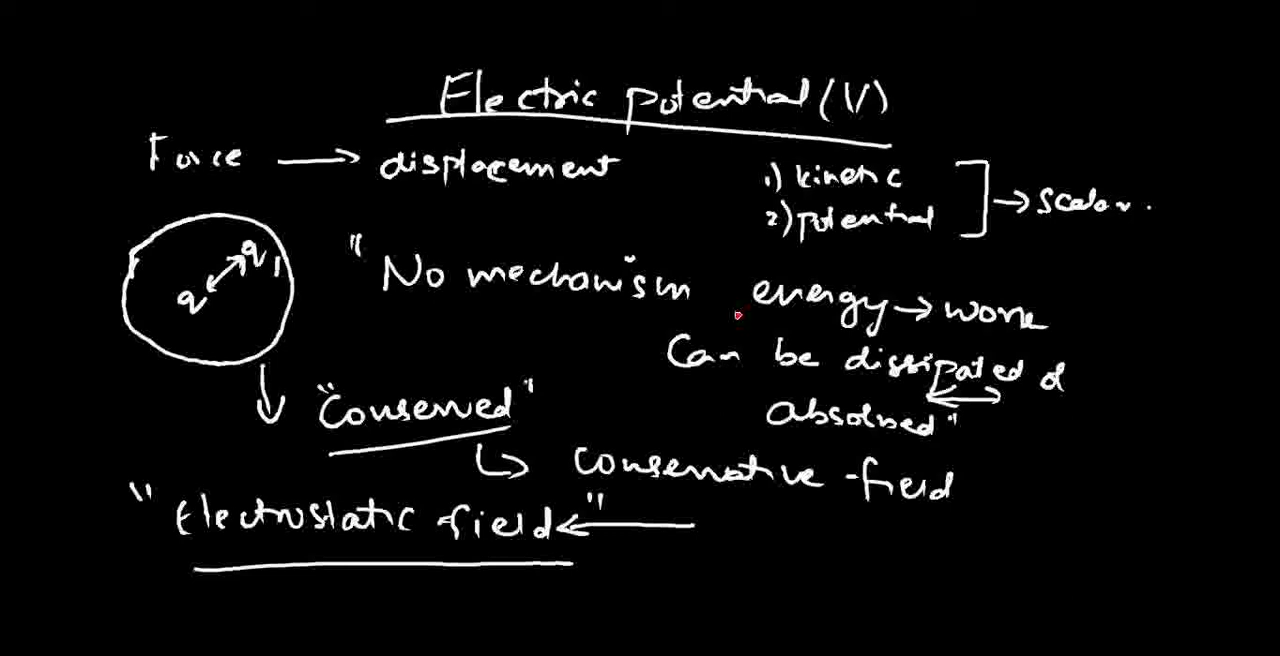 Electric potential (V)
Force → displacement
1) kinetic
2) potential → scalar.
q q1
"No mechanism energy → work
Can be dissipated &
absolved"
"Conserved"
↳ conservative field
"Electrostatic field" ←